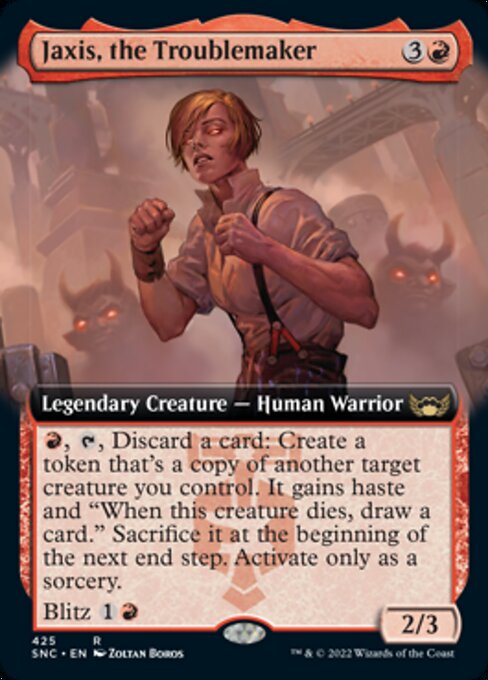 Jaxis, the Troublemaker 3
Legendary Creature — Human Warrior
, , Discard a card: Create a
token that's a copy of another target
creature you control. It gains haste
and “When this creature dies, draw a
card.” Sacrifice it at the beginning of
the next end step. Activate only as a
sorcery.
Blitz 1
2/3
425 R
SNC • EN Zoltan Boros
™ & © 2022 Wizards of the Coast